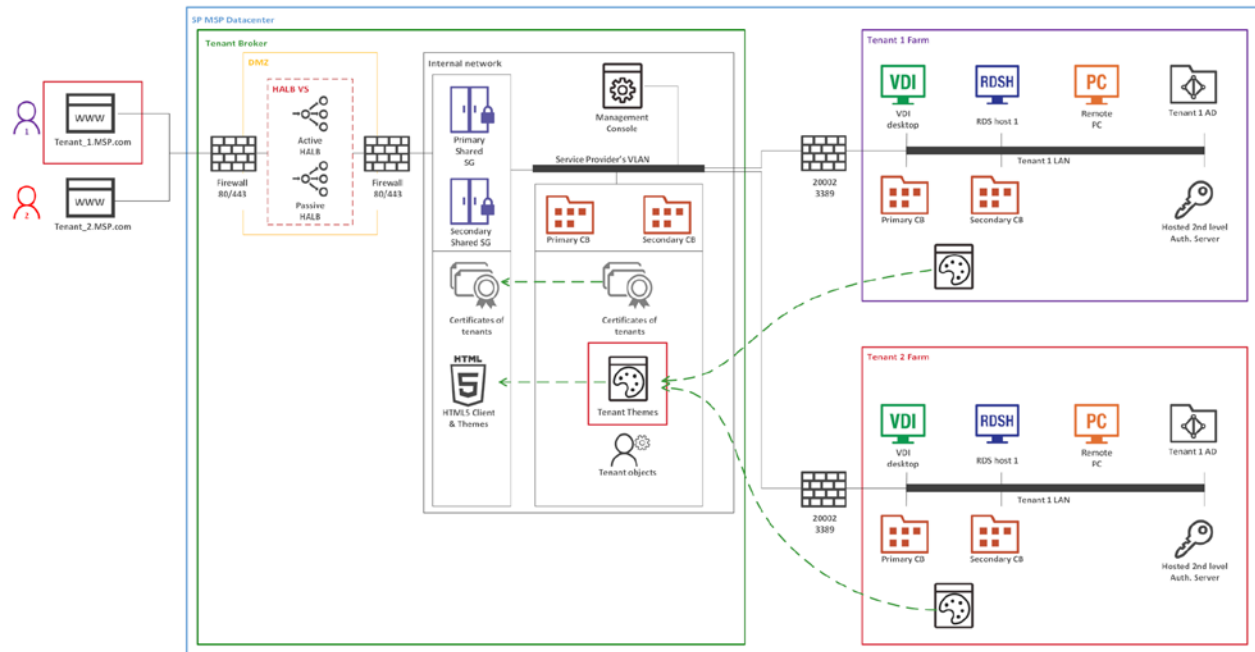 SP MSP Datacenter
Tenant Broker
DMZ
HALB VS
Active
HALB
Passive
HALB
1
WWW
Tenant_1.MSP.com
2
WWW
Tenant_2.MSP.com
Firewall
80/443
Firewall
80/443
Internal network
Primary
Shared
SG
Secondary
Shared SG
Management
Console
Service Provider's VLAN
Primary CB
Secondary CB
Certificates of
tenants
Certificates of
tenants
HTML
5
HTML5 Client
& Themes
Tenant Themes
Tenant objects
20002
3389
20002
3389
Tenant 1 Farm
VDI
VDI
desktop
RDSH
RDS host 1
PC
Remote
PC
Tenant 1 AD
Tenant 1 LAN
Primary CB
Secondary CB
Hosted 2nd level
Auth. Server
Tenant 2 Farm
VDI
VDI
desktop
RDSH
RDS host 1
PC
Remote
PC
Tenant 1 AD
Tenant 1 LAN
Primary CB
Secondary CB
Hosted 2nd level
Auth. Server